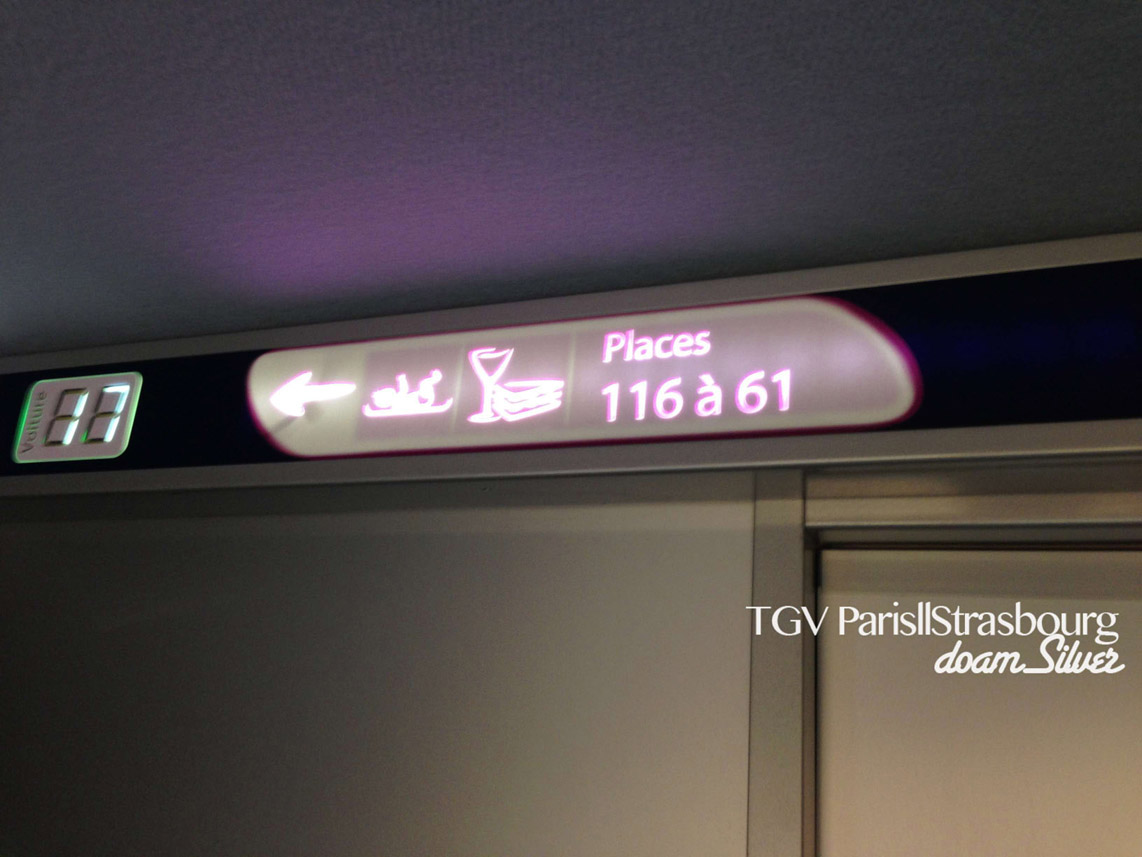 Voiture
17
Places
116 à 61
TGV ParisllStrasbourg
doam Silver